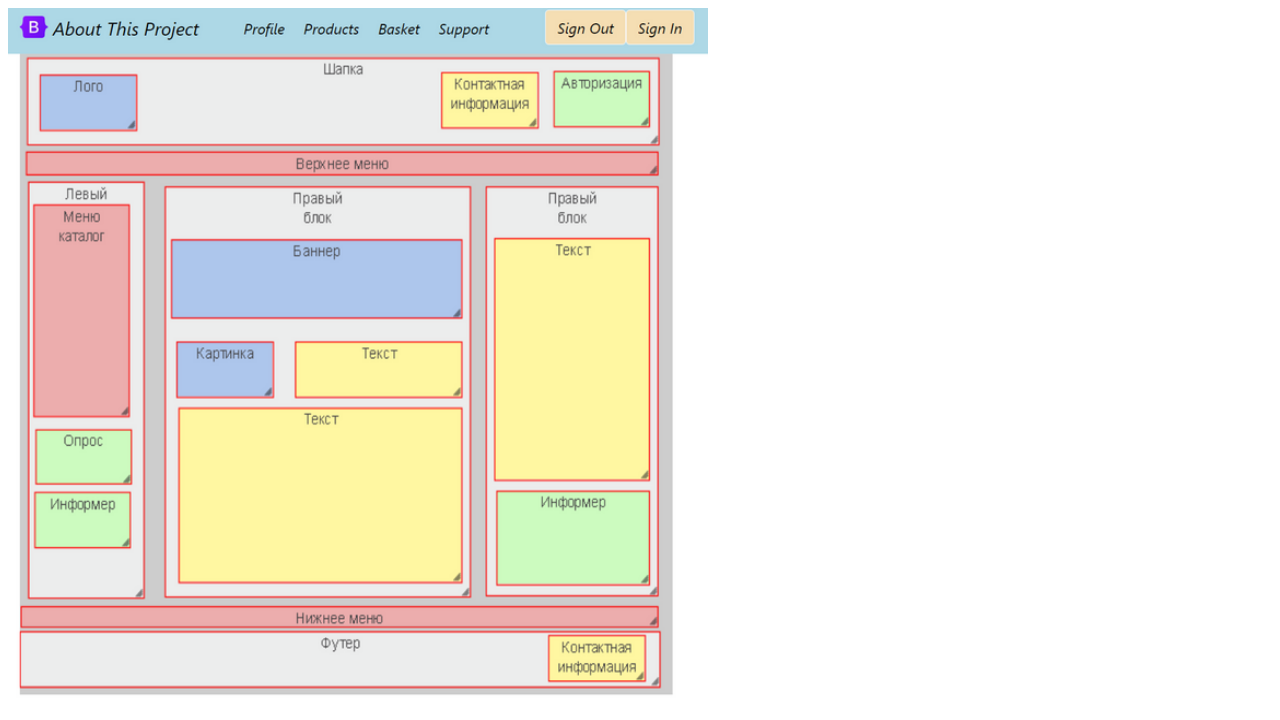 B About This Project Profile Products Basket Support Sign Out Sign In
Шапка
Лого
Контактная
информация
Авторизация
Верхнее меню
Левый
Меню
каталог
Опрос
Информер
Правый
блок
Баннер
Картинка
Текст
Текст
Правый
блок
Текст
Информер
Нижнее меню
Футер
Контактная
информация